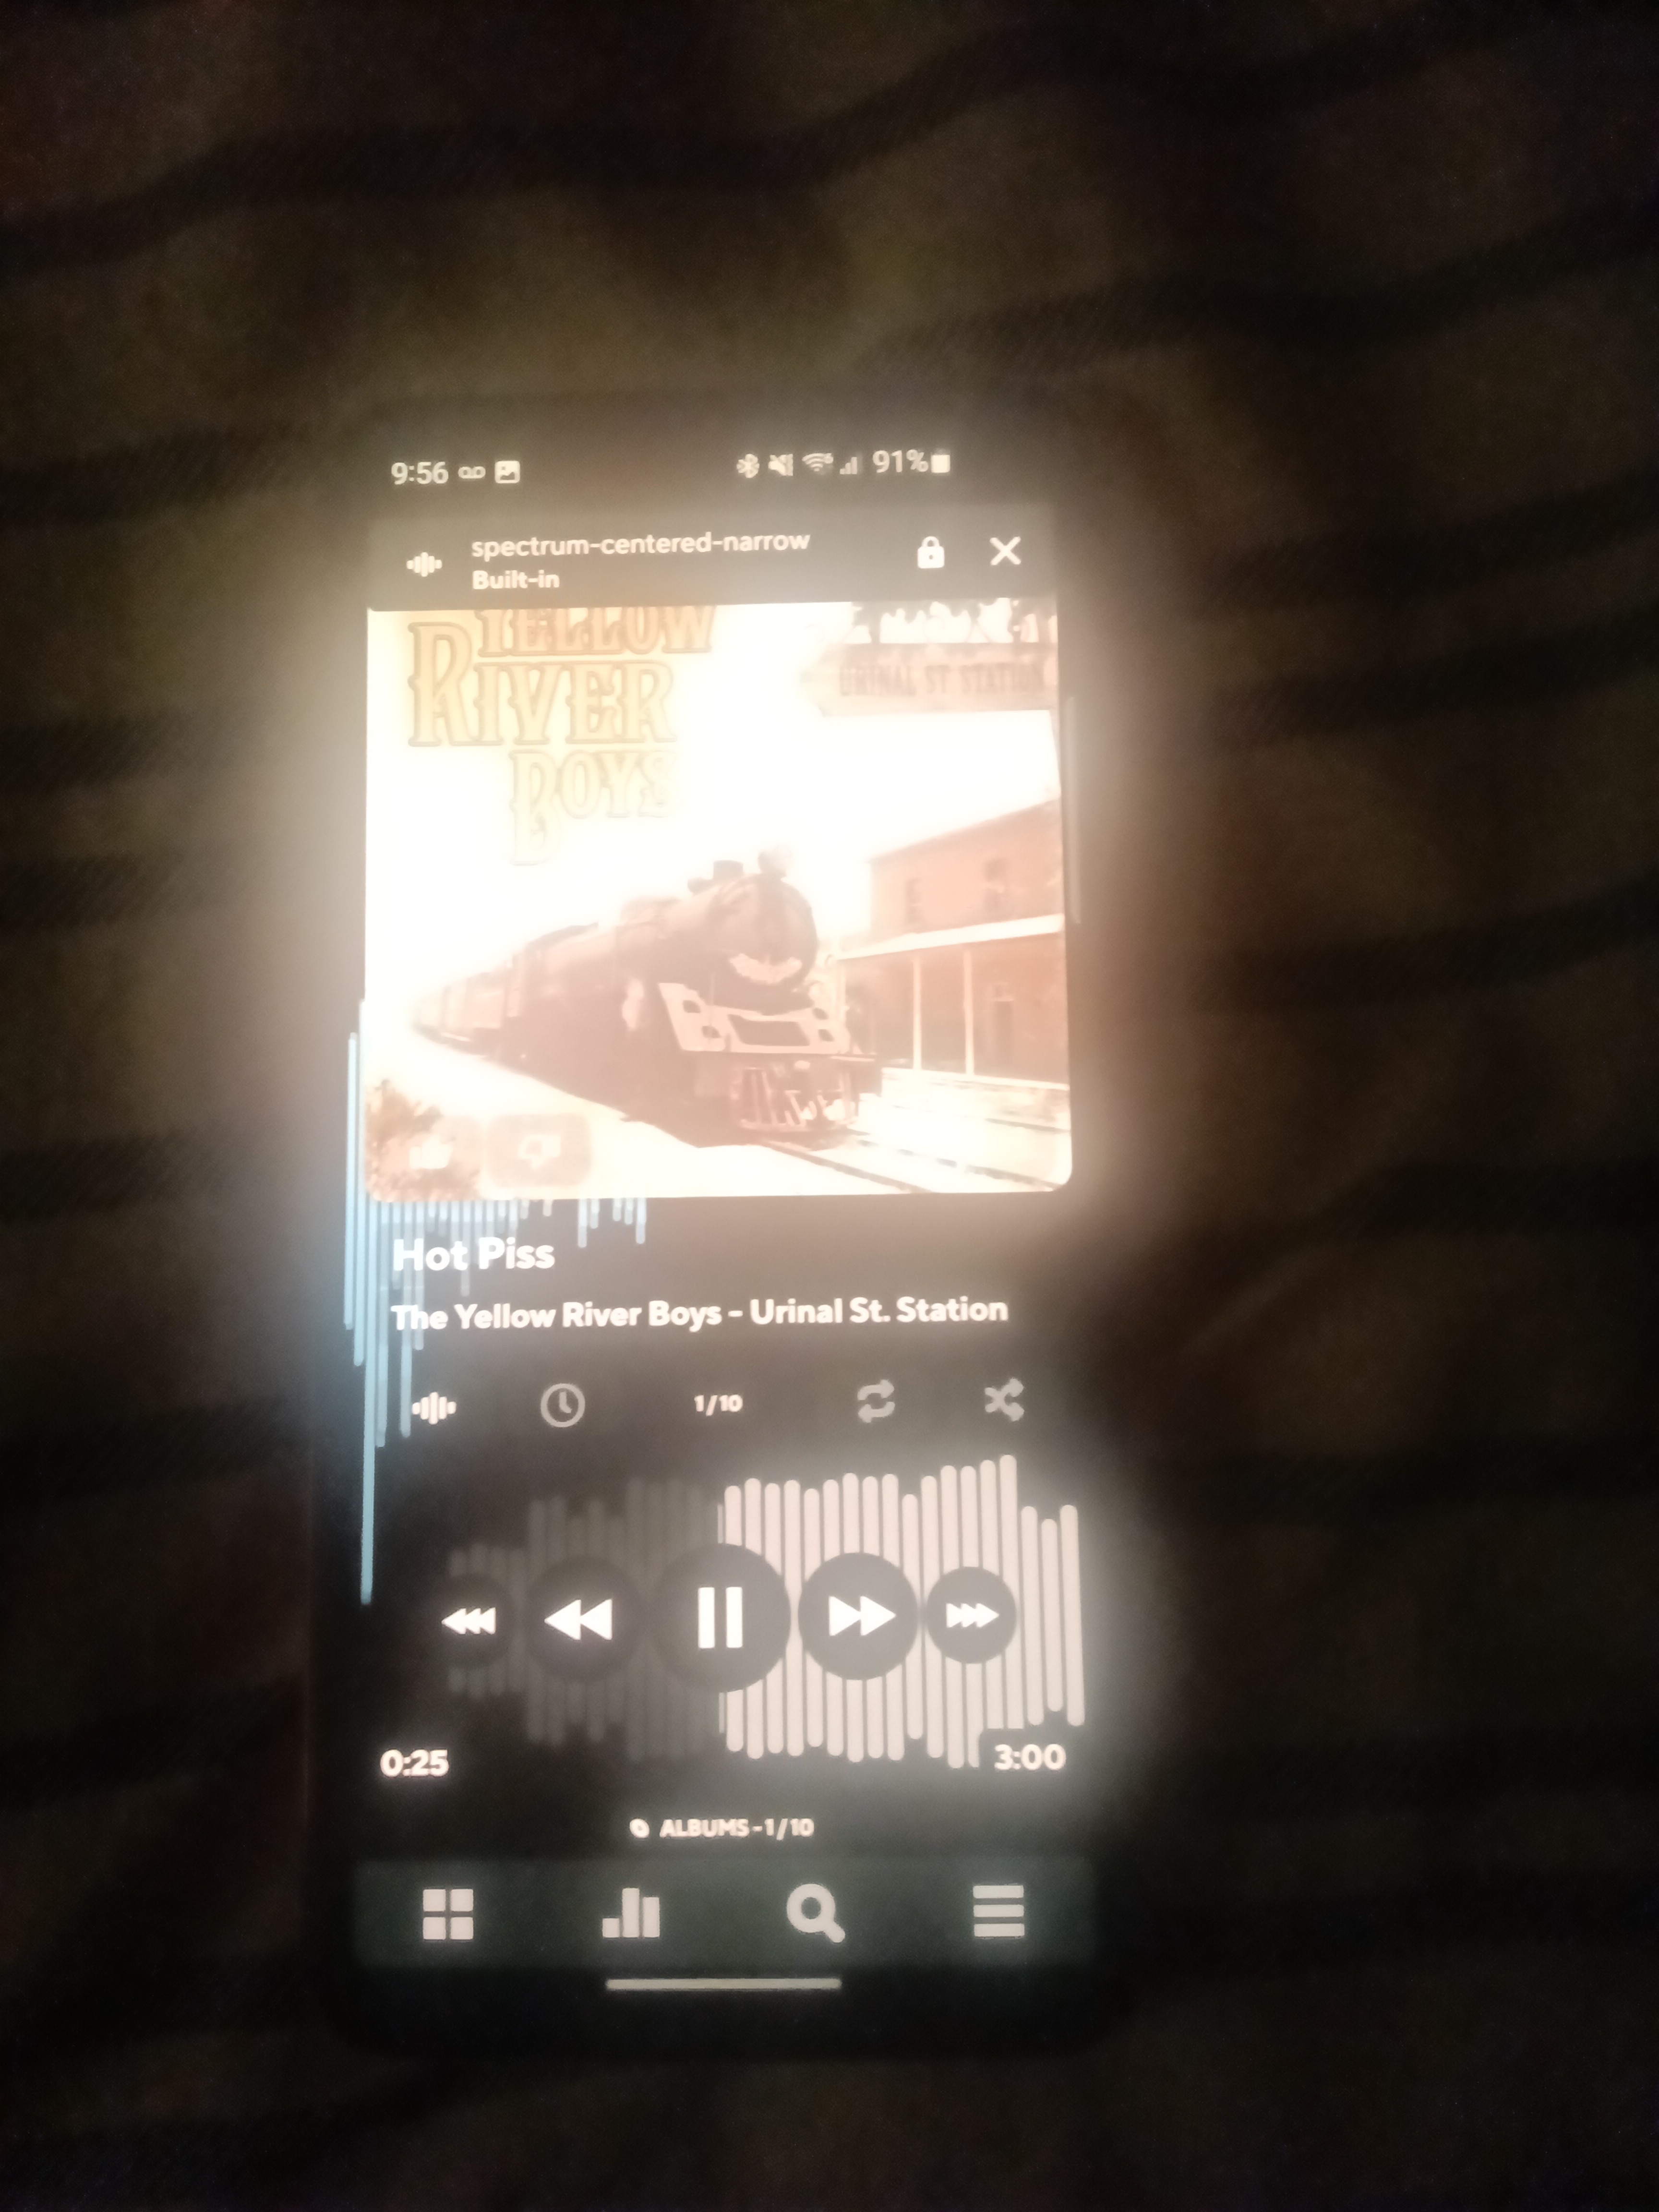 9:56
91%
spectrum-centered-narrow
Built-in
YELLOW
RIVER
BOYS
URINAL ST STATION
Hot Piss
The Yellow River Boys - Urinal St. Station
1/10
0:25
3:00
ALBUMS - 1/10